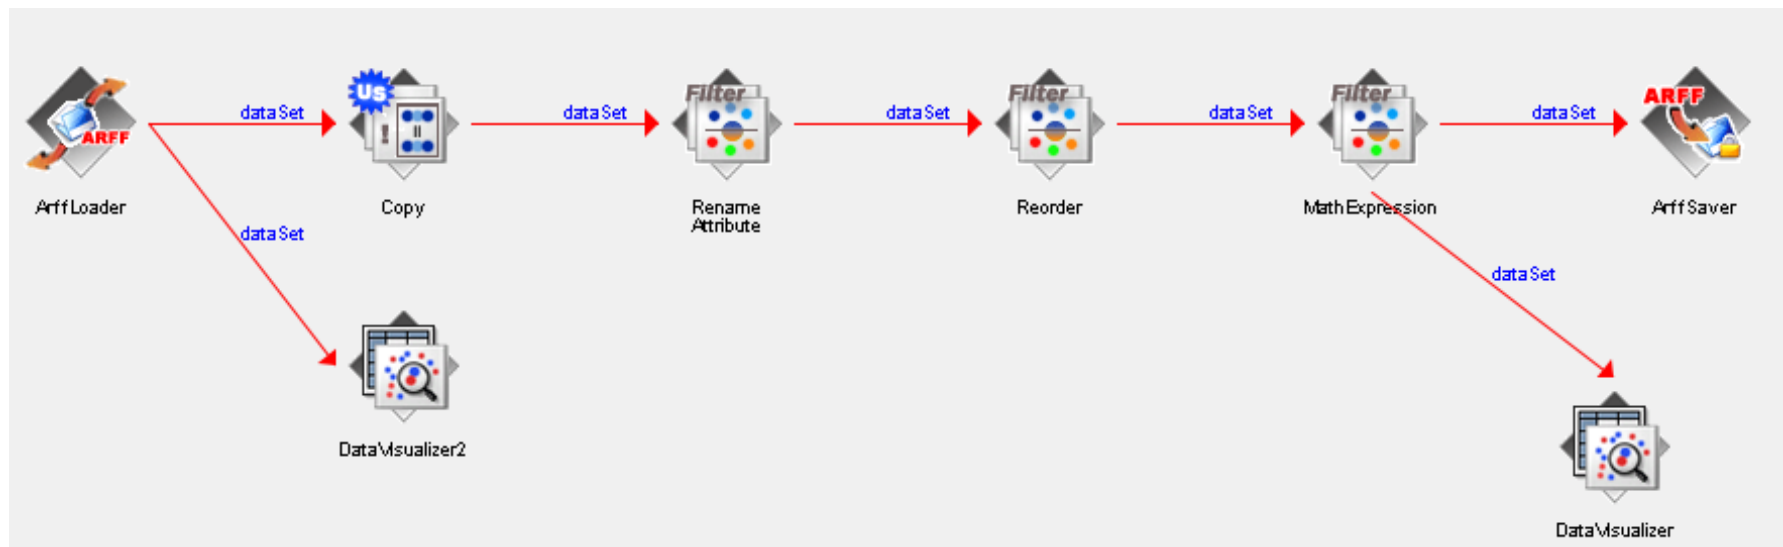 Filter
Filter
Filter
ARFF
Us
ARFF
dataSet
dataSet
dataSet
dataSet
dataSet
ArffLoader
Copy
Rename
Attribute
Reorder
MathExpression
ArffSaver
dataSet
dataSet
DataVisualizer2
DataVisualizer